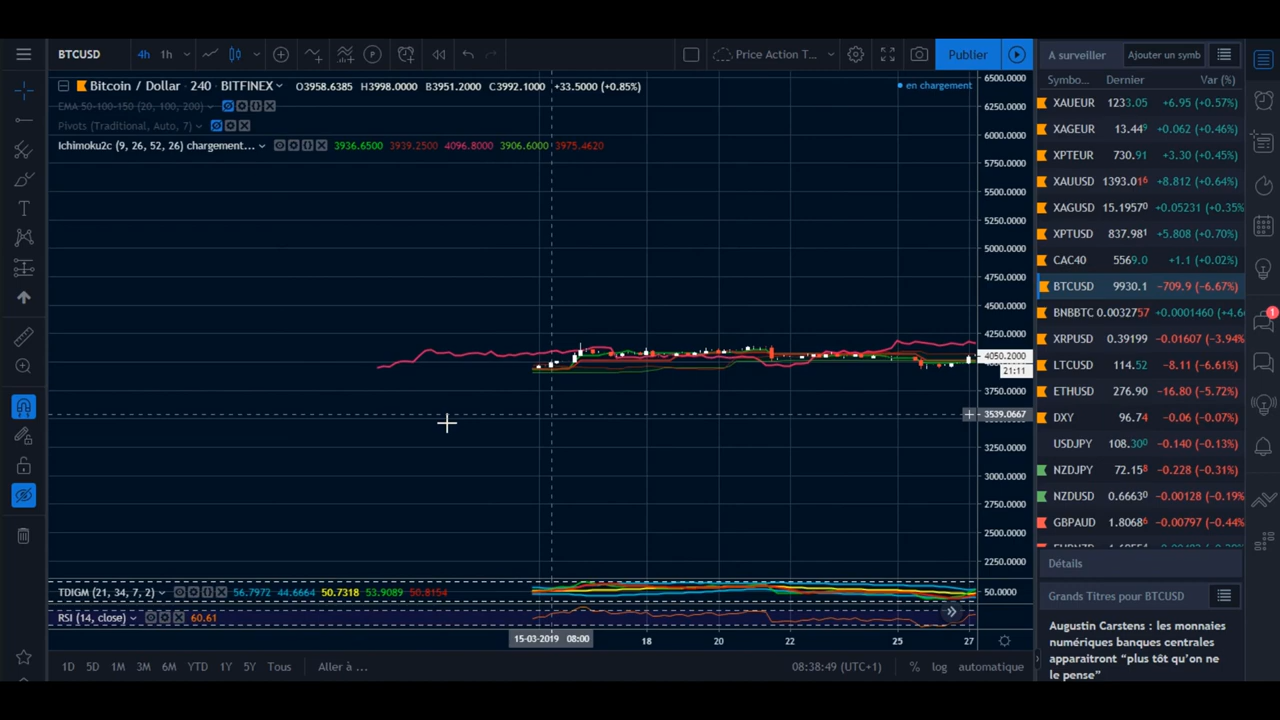 BTCUSD 4h 1h Price Action T... Publier
Bitcoin / Dollar 240 BITFINEX O3958.6385 H3998.0000 B3951.2000 C3992.1000 +33.5000 (+0.85%)
en chargement
EMA 50-100-150 (20, 100, 200)
Pivots (Traditional, Auto, 7)
Ichimoku2c (9, 26, 52, 26) chargement... 3936.6500 3939.2500 4096.8000 3906.6000 3975.4620
6500.0000
6250.0000
6000.0000
5750.0000
5500.0000
5250.0000
5000.0000
4750.0000
4500.0000
4250.0000
4050.2000
21:11
3750.0000
3539.0667
3250.0000
3000.0000
2750.0000
2500.0000
2250.0000
TDIGM (21, 34, 7, 2) 56.7972 44.6664 50.7318 53.9089 50.8154
50.0000
RSI (14, close) 60.61
15-03-2019 08:00 18 20 22 25 27
1D 5D 1M 3M 6M YTD 1Y 5Y Tous Aller à ... 08:38:49 (UTC+1) % log automatique
A surveiller Ajouter un symb
Symbo... Dernier Var (%)
XAUEUR 1233.05 +6.95 (+0.57%)
XAGEUR 13.449 +0.062 (+0.46%)
XPTEUR 730.91 +3.30 (+0.45%)
XAUUSD 1393.016 +8.812 (+0.64%)
XAGUSD 15.19570 +0.05231 (+0.35%
XPTUSD 837.981 +5.808 (+0.70%)
CAC40 5569.0 +1.1 (+0.02%)
BTCUSD 9930.1 −709.9 (−6.67%)
BNBBTC 0.0032757 +0.0001460 (+4.6
XRPUSD 0.39199 −0.01607 (−3.94%
LTCUSD 114.52 −8.11 (−6.61%)
ETHUSD 276.90 −16.80 (−5.72%)
DXY 96.74 −0.06 (−0.07%)
USDJPY 108.300 −0.140 (−0.13%)
NZDJPY 72.158 −0.228 (−0.31%)
NZDUSD 0.66630 −0.00128 (−0.19%
GBPAUD 1.80686 −0.00797 (−0.44%
Détails
Grands Titres pour BTCUSD
Augustin Carstens : les monnaies
numériques banques centrales
apparaitront “plus tôt qu’on ne
le pense”
1